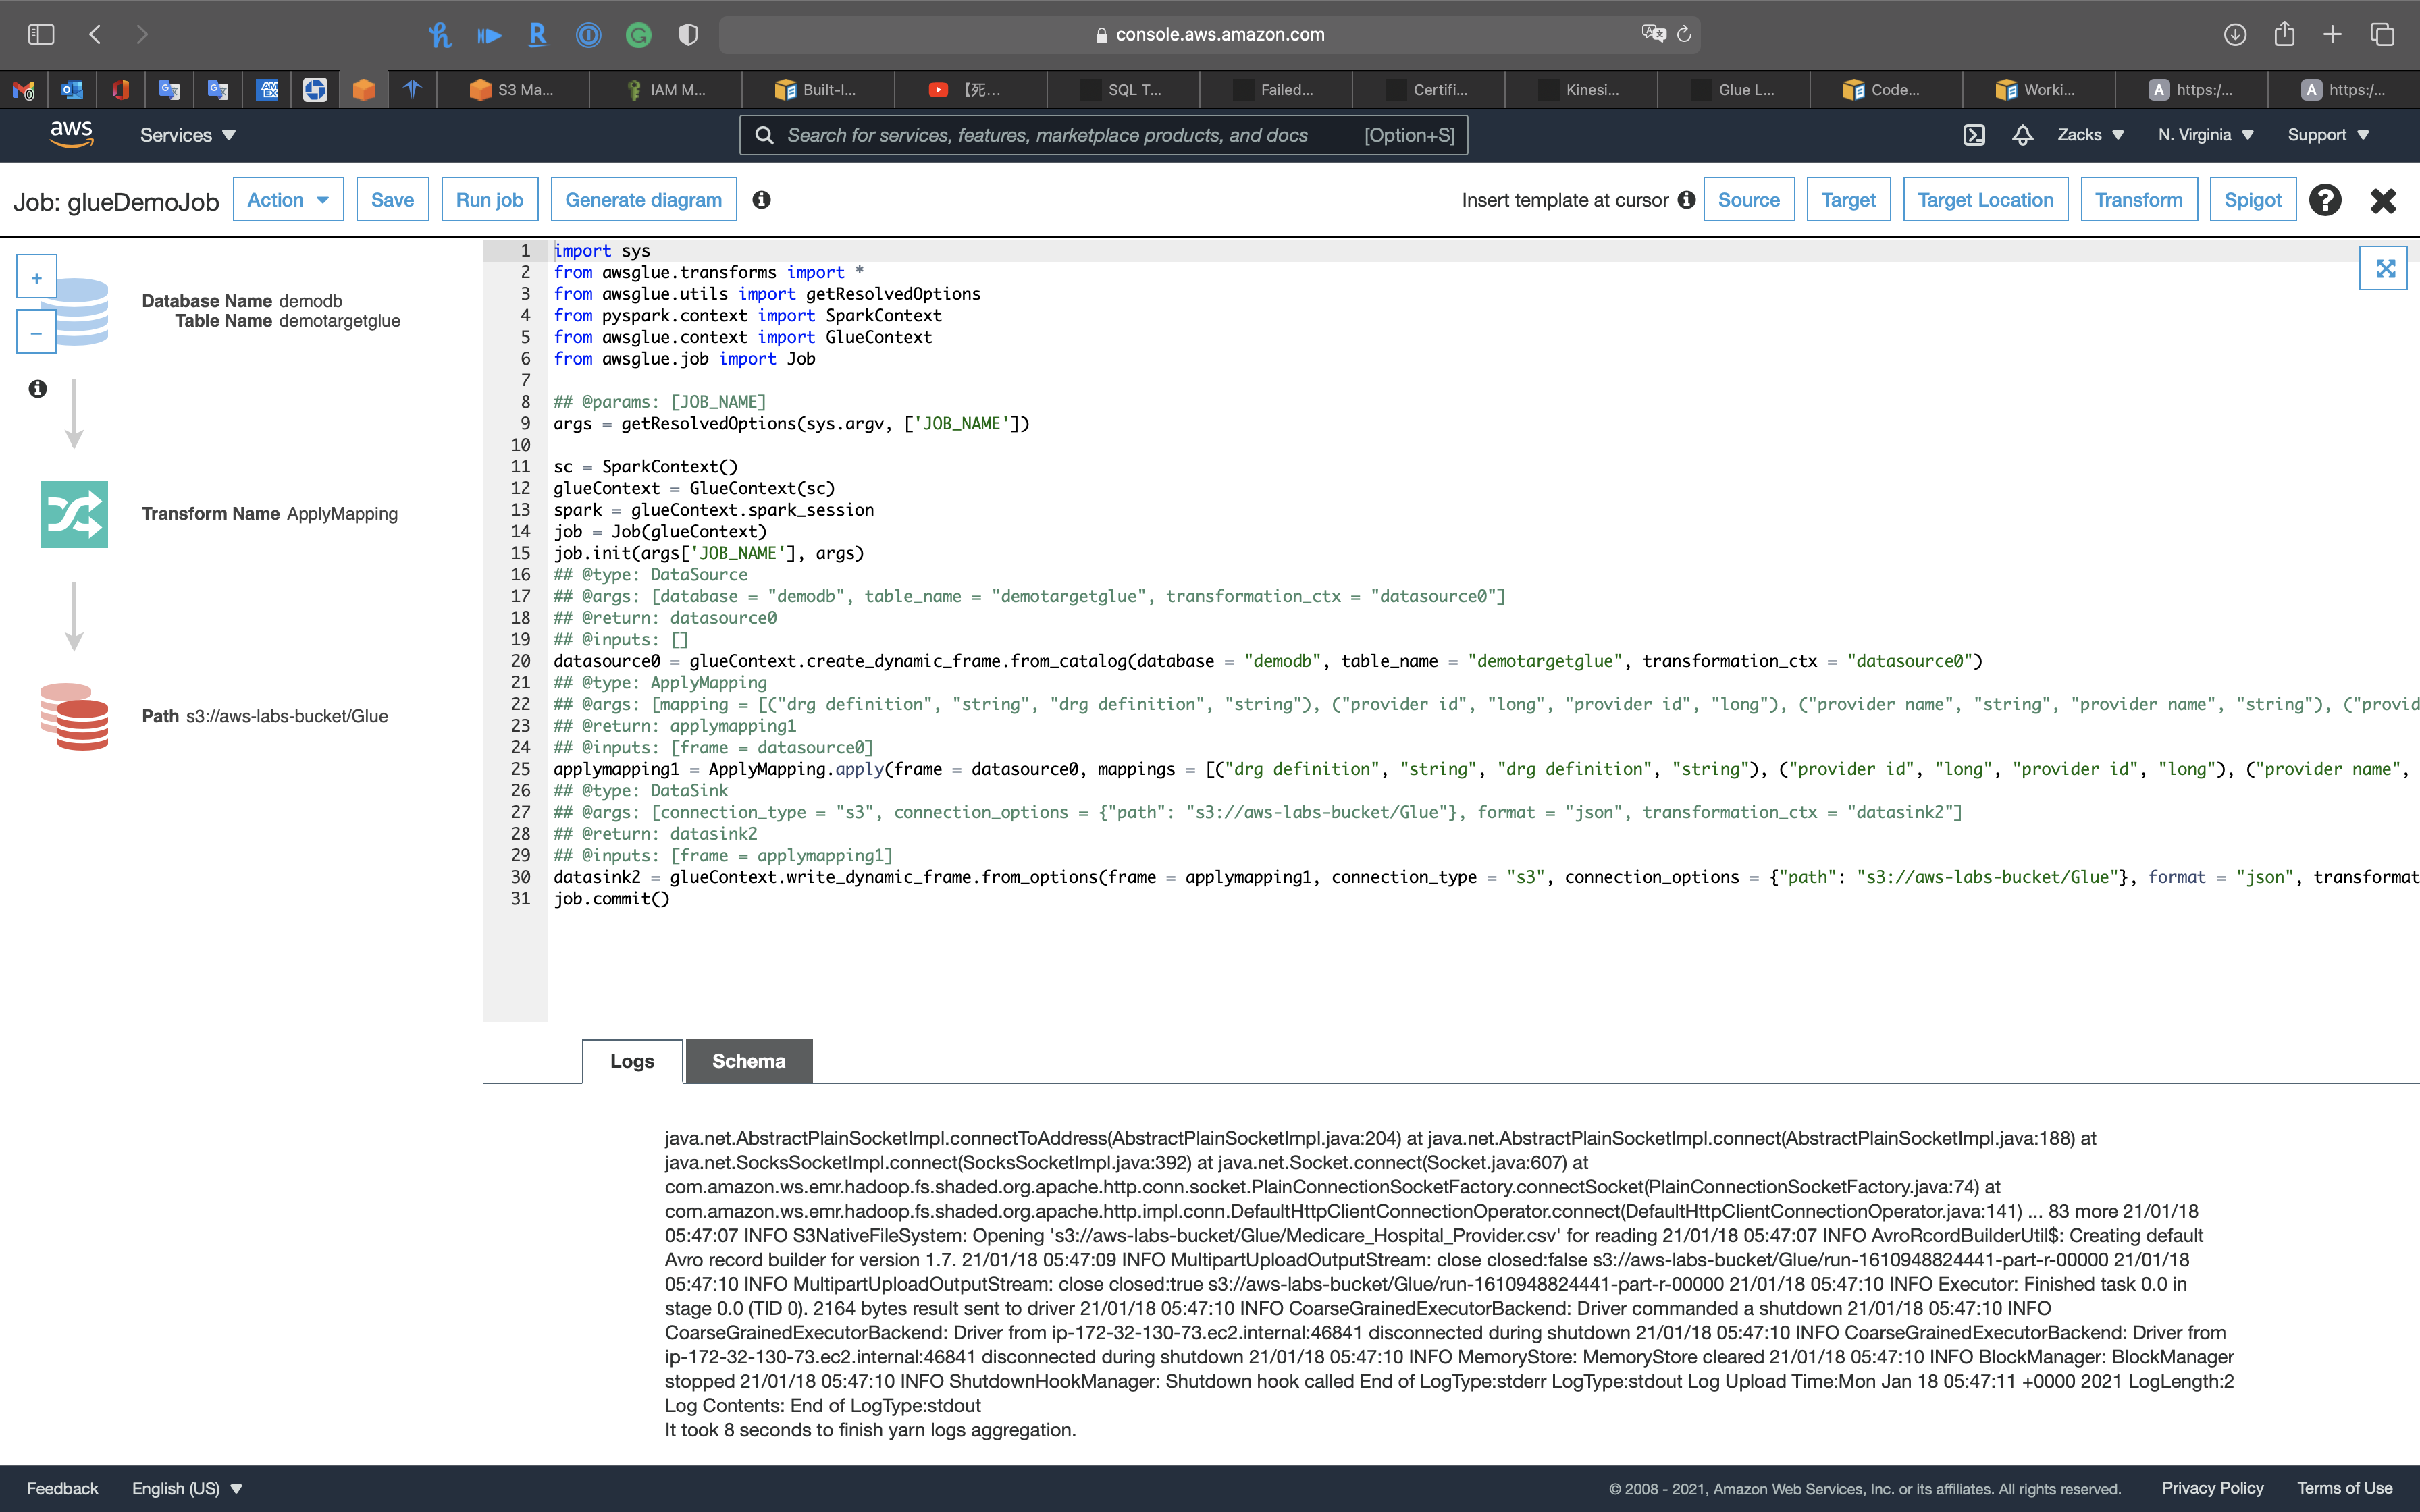 console.aws.amazon.com
S3 Ma...
IAM M...
Built-I...
【死...
SQL T...
Failed...
Certifi...
Kinesi...
Glue L...
Code...
Worki...
https:/...
https:/...
aws
Services
Search for services, features, marketplace products, and docs [Option+S]
Zacks
N. Virginia
Support
Job: glueDemoJob
Action
Save
Run job
Generate diagram
Insert template at cursor
Source
Target
Target Location
Transform
Spigot
Database Name demodb
Table Name demotargetglue
Transform Name ApplyMapping
Path s3://aws-labs-bucket/Glue
1 import sys
2 from awsglue.transforms import *
3 from awsglue.utils import getResolvedOptions
4 from pyspark.context import SparkContext
5 from awsglue.context import GlueContext
6 from awsglue.job import Job
7
8 ## @params: [JOB_NAME]
9 args = getResolvedOptions(sys.argv, ['JOB_NAME'])
10
11 sc = SparkContext()
12 glueContext = GlueContext(sc)
13 spark = glueContext.spark_session
14 job = Job(glueContext)
15 job.init(args['JOB_NAME'], args)
16 ## @type: DataSource
17 ## @args: [database = "demodb", table_name = "demotargetglue", transformation_ctx = "datasource0"]
18 ## @return: datasource0
19 ## @inputs: []
20 datasource0 = glueContext.create_dynamic_frame.from_catalog(database = "demodb", table_name = "demotargetglue", transformation_ctx = "datasource0")
21 ## @type: ApplyMapping
22 ## @args: [mapping = [("drg definition", "string", "drg definition", "string"), ("provider id", "long", "provider id", "long"), ("provider name", "string", "provider name", "string"), ("provid
23 ## @return: applymapping1
24 ## @inputs: [frame = datasource0]
25 applymapping1 = ApplyMapping.apply(frame = datasource0, mappings = [("drg definition", "string", "drg definition", "string"), ("provider id", "long", "provider id", "long"), ("provider name",
26 ## @type: DataSink
27 ## @args: [connection_type = "s3", connection_options = {"path": "s3://aws-labs-bucket/Glue"}, format = "json", transformation_ctx = "datasink2"]
28 ## @return: datasink2
29 ## @inputs: [frame = applymapping1]
30 datasink2 = glueContext.write_dynamic_frame.from_options(frame = applymapping1, connection_type = "s3", connection_options = {"path": "s3://aws-labs-bucket/Glue"}, format = "json", transformat
31 job.commit()
Logs
Schema
java.net.AbstractPlainSocketImpl.connectToAddress(AbstractPlainSocketImpl.java:204) at java.net.AbstractPlainSocketImpl.connect(AbstractPlainSocketImpl.java:188) at
java.net.SocksSocketImpl.connect(SocksSocketImpl.java:392) at java.net.Socket.connect(Socket.java:607) at
com.amazon.ws.emr.hadoop.fs.shaded.org.apache.http.conn.socket.PlainConnectionSocketFactory.connectSocket(PlainConnectionSocketFactory.java:74) at
com.amazon.ws.emr.hadoop.fs.shaded.org.apache.http.impl.conn.DefaultHttpClientConnectionOperator.connect(DefaultHttpClientConnectionOperator.java:141) ... 83 more 21/01/18
05:47:07 INFO S3NativeFileSystem: Opening 's3://aws-labs-bucket/Glue/Medicare_Hospital_Provider.csv' for reading 21/01/18 05:47:07 INFO AvroRcordBuilderUtil$: Creating default
Avro record builder for version 1.7. 21/01/18 05:47:09 INFO MultipartUploadOutputStream: close closed:false s3://aws-labs-bucket/Glue/run-1610948824441-part-r-00000 21/01/18
05:47:10 INFO MultipartUploadOutputStream: close closed:true s3://aws-labs-bucket/Glue/run-1610948824441-part-r-00000 21/01/18 05:47:10 INFO Executor: Finished task 0.0 in
stage 0.0 (TID 0). 2164 bytes result sent to driver 21/01/18 05:47:10 INFO CoarseGrainedExecutorBackend: Driver commanded a shutdown 21/01/18 05:47:10 INFO
CoarseGrainedExecutorBackend: Driver from ip-172-32-130-73.ec2.internal:46841 disconnected during shutdown 21/01/18 05:47:10 INFO CoarseGrainedExecutorBackend: Driver from
ip-172-32-130-73.ec2.internal:46841 disconnected during shutdown 21/01/18 05:47:10 INFO MemoryStore: MemoryStore cleared 21/01/18 05:47:10 INFO BlockManager: BlockManager
stopped 21/01/18 05:47:10 INFO ShutdownHookManager: Shutdown hook called End of LogType:stderr LogType:stdout Log Upload Time:Mon Jan 18 05:47:11 +0000 2021 LogLength:2
Log Contents: End of LogType:stdout
It took 8 seconds to finish yarn logs aggregation.
Feedback
English (US)
© 2008 - 2021, Amazon Web Services, Inc. or its affiliates. All rights reserved.
Privacy Policy
Terms of Use